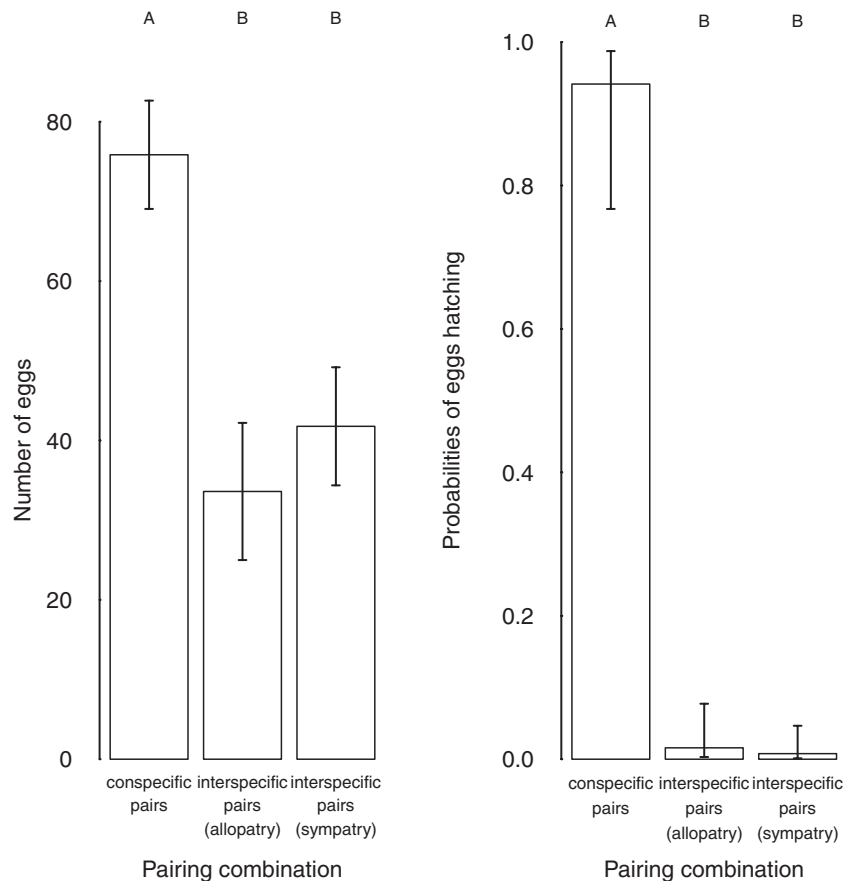 A B B
80
60
40
20
0
Number of eggs
conspecific interspecific interspecific
pairs pairs pairs
(allopatry) (sympatry)
Pairing combination
A B B
1.0
0.8
0.6
0.4
0.2
0.0
Probabilities of eggs hatching
conspecific interspecific interspecific
pairs pairs pairs
(allopatry) (sympatry)
Pairing combination